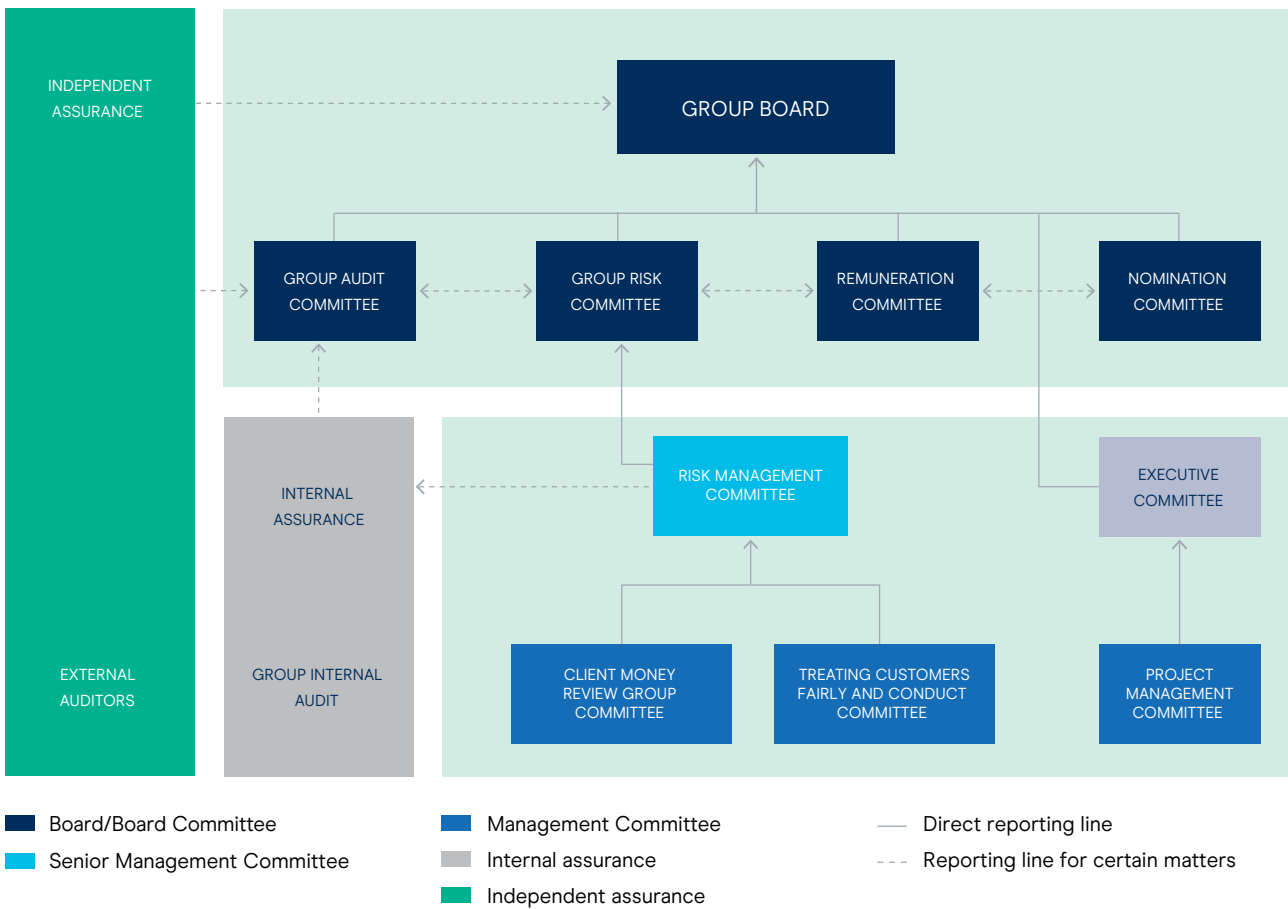 INDEPENDENT
ASSURANCE
GROUP BOARD
GROUP AUDIT
COMMITTEE
GROUP RISK
COMMITTEE
REMUNERATION
COMMITTEE
NOMINATION
COMMITTEE
INTERNAL
ASSURANCE
RISK MANAGEMENT
COMMITTEE
EXECUTIVE
COMMITTEE
EXTERNAL
AUDITORS
GROUP INTERNAL
AUDIT
CLIENT MONEY
REVIEW GROUP
COMMITTEE
TREATING CUSTOMERS
FAIRLY AND CONDUCT
COMMITTEE
PROJECT
MANAGEMENT
COMMITTEE
Board/Board Committee
Senior Management Committee
Management Committee
Internal assurance
Independent assurance
Direct reporting line
Reporting line for certain matters